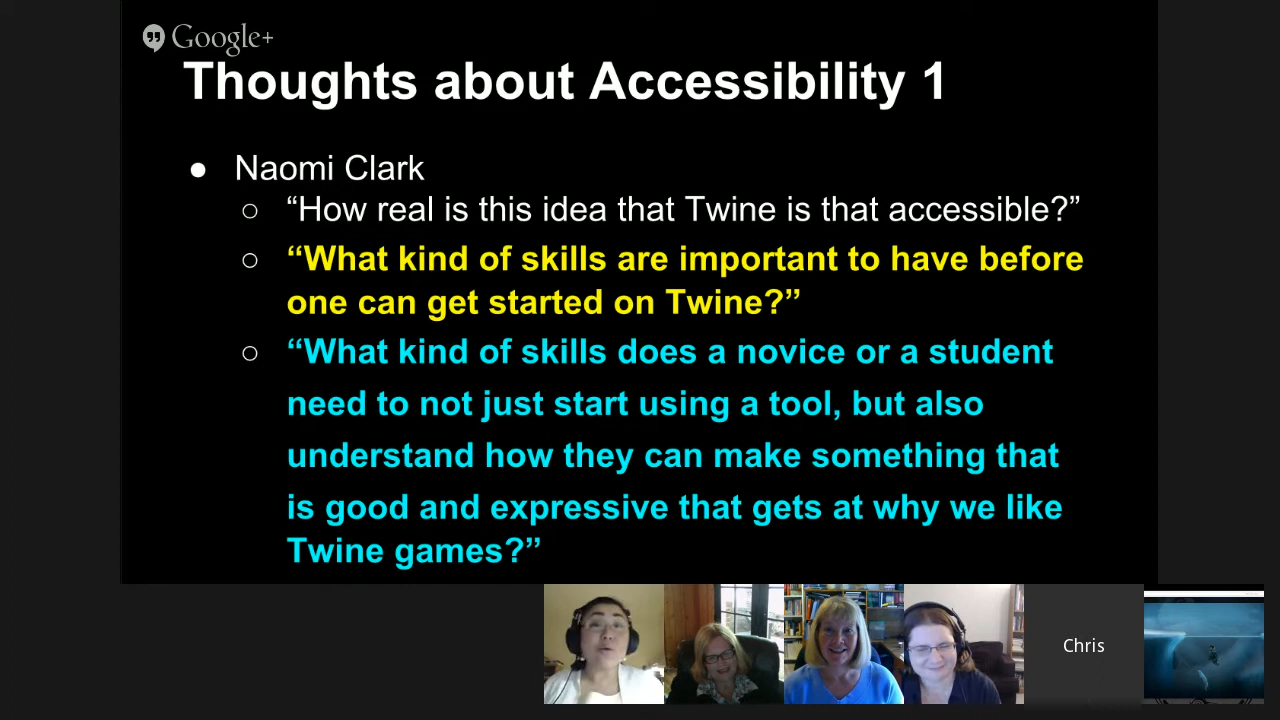 Google+
Thoughts about Accessibility 1
● Naomi Clark
○ “How real is this idea that Twine is that accessible?”
○ “What kind of skills are important to have before
one can get started on Twine?”
○ “What kind of skills does a novice or a student
need to not just start using a tool, but also
understand how they can make something that
is good and expressive that gets at why we like
Twine games?”
Chris